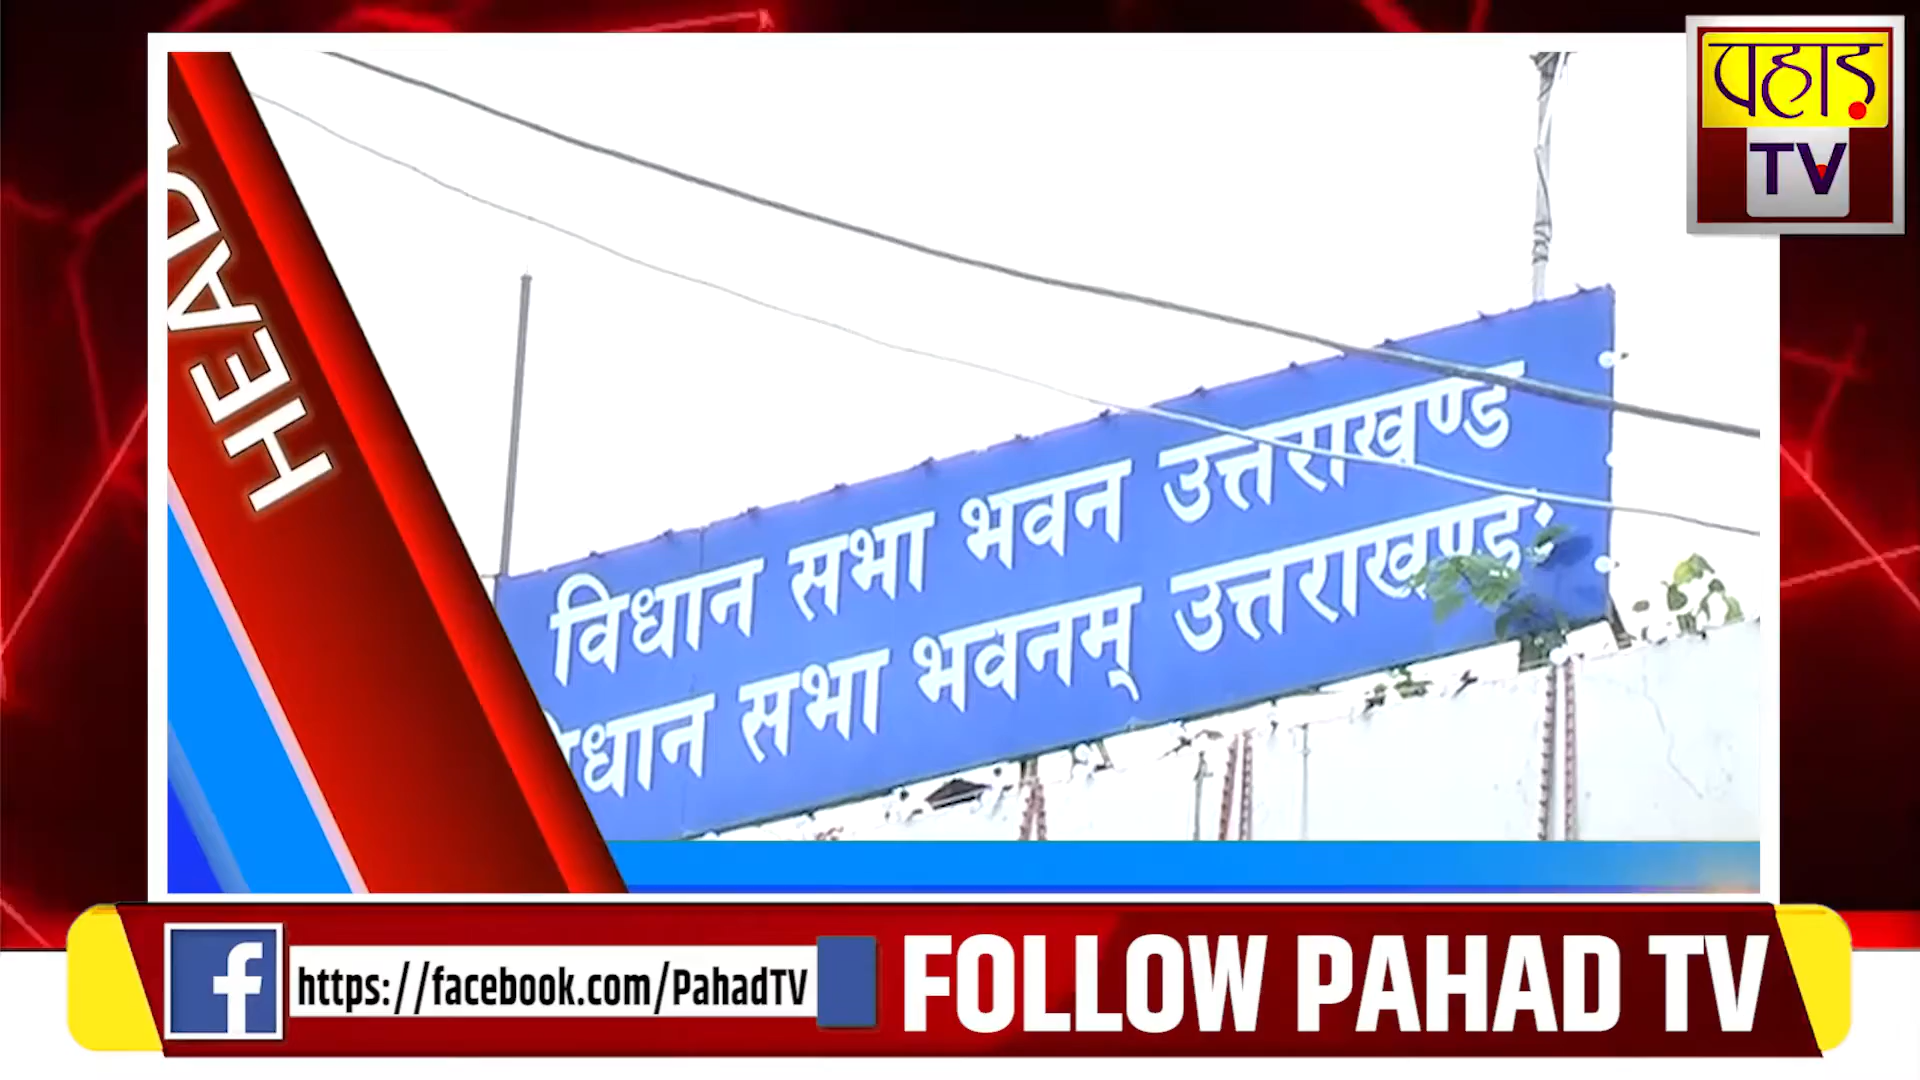 पहाड़
TV
HEAD
विधान सभा भवन उत्तराखण्ड
विधान सभा भवनम् उत्तराखण्ड:
https://facebook.com/PahadTV
FOLLOW PAHAD TV